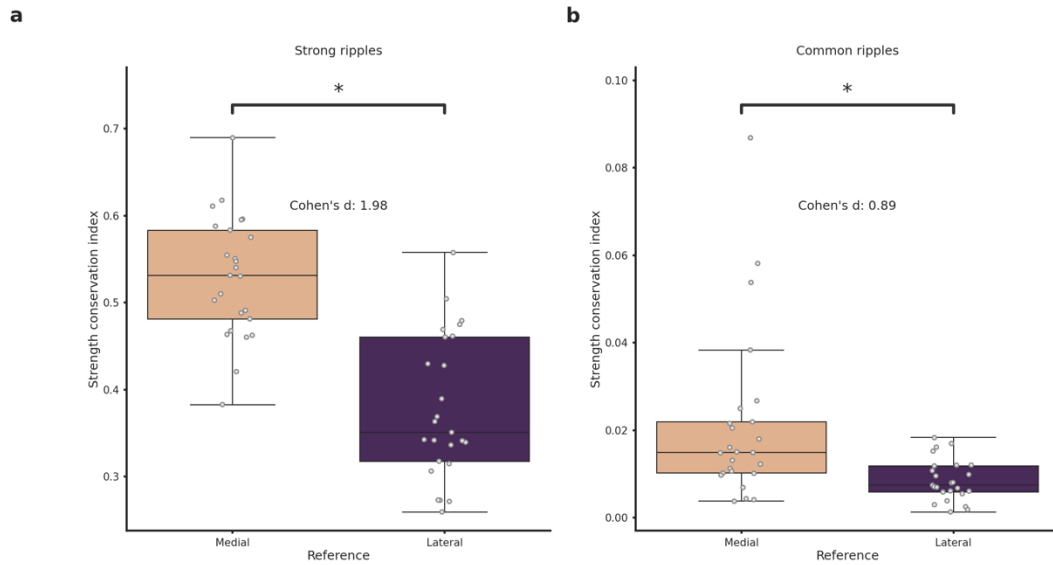 a
Strong ripples
*
Cohen's d: 1.98
Strength conservation index
0.7
0.6
0.5
0.4
0.3
Medial
Lateral
Reference
b
Common ripples
*
Cohen's d: 0.89
Strength conservation index
0.10
0.08
0.06
0.04
0.02
0.00
Medial
Lateral
Reference